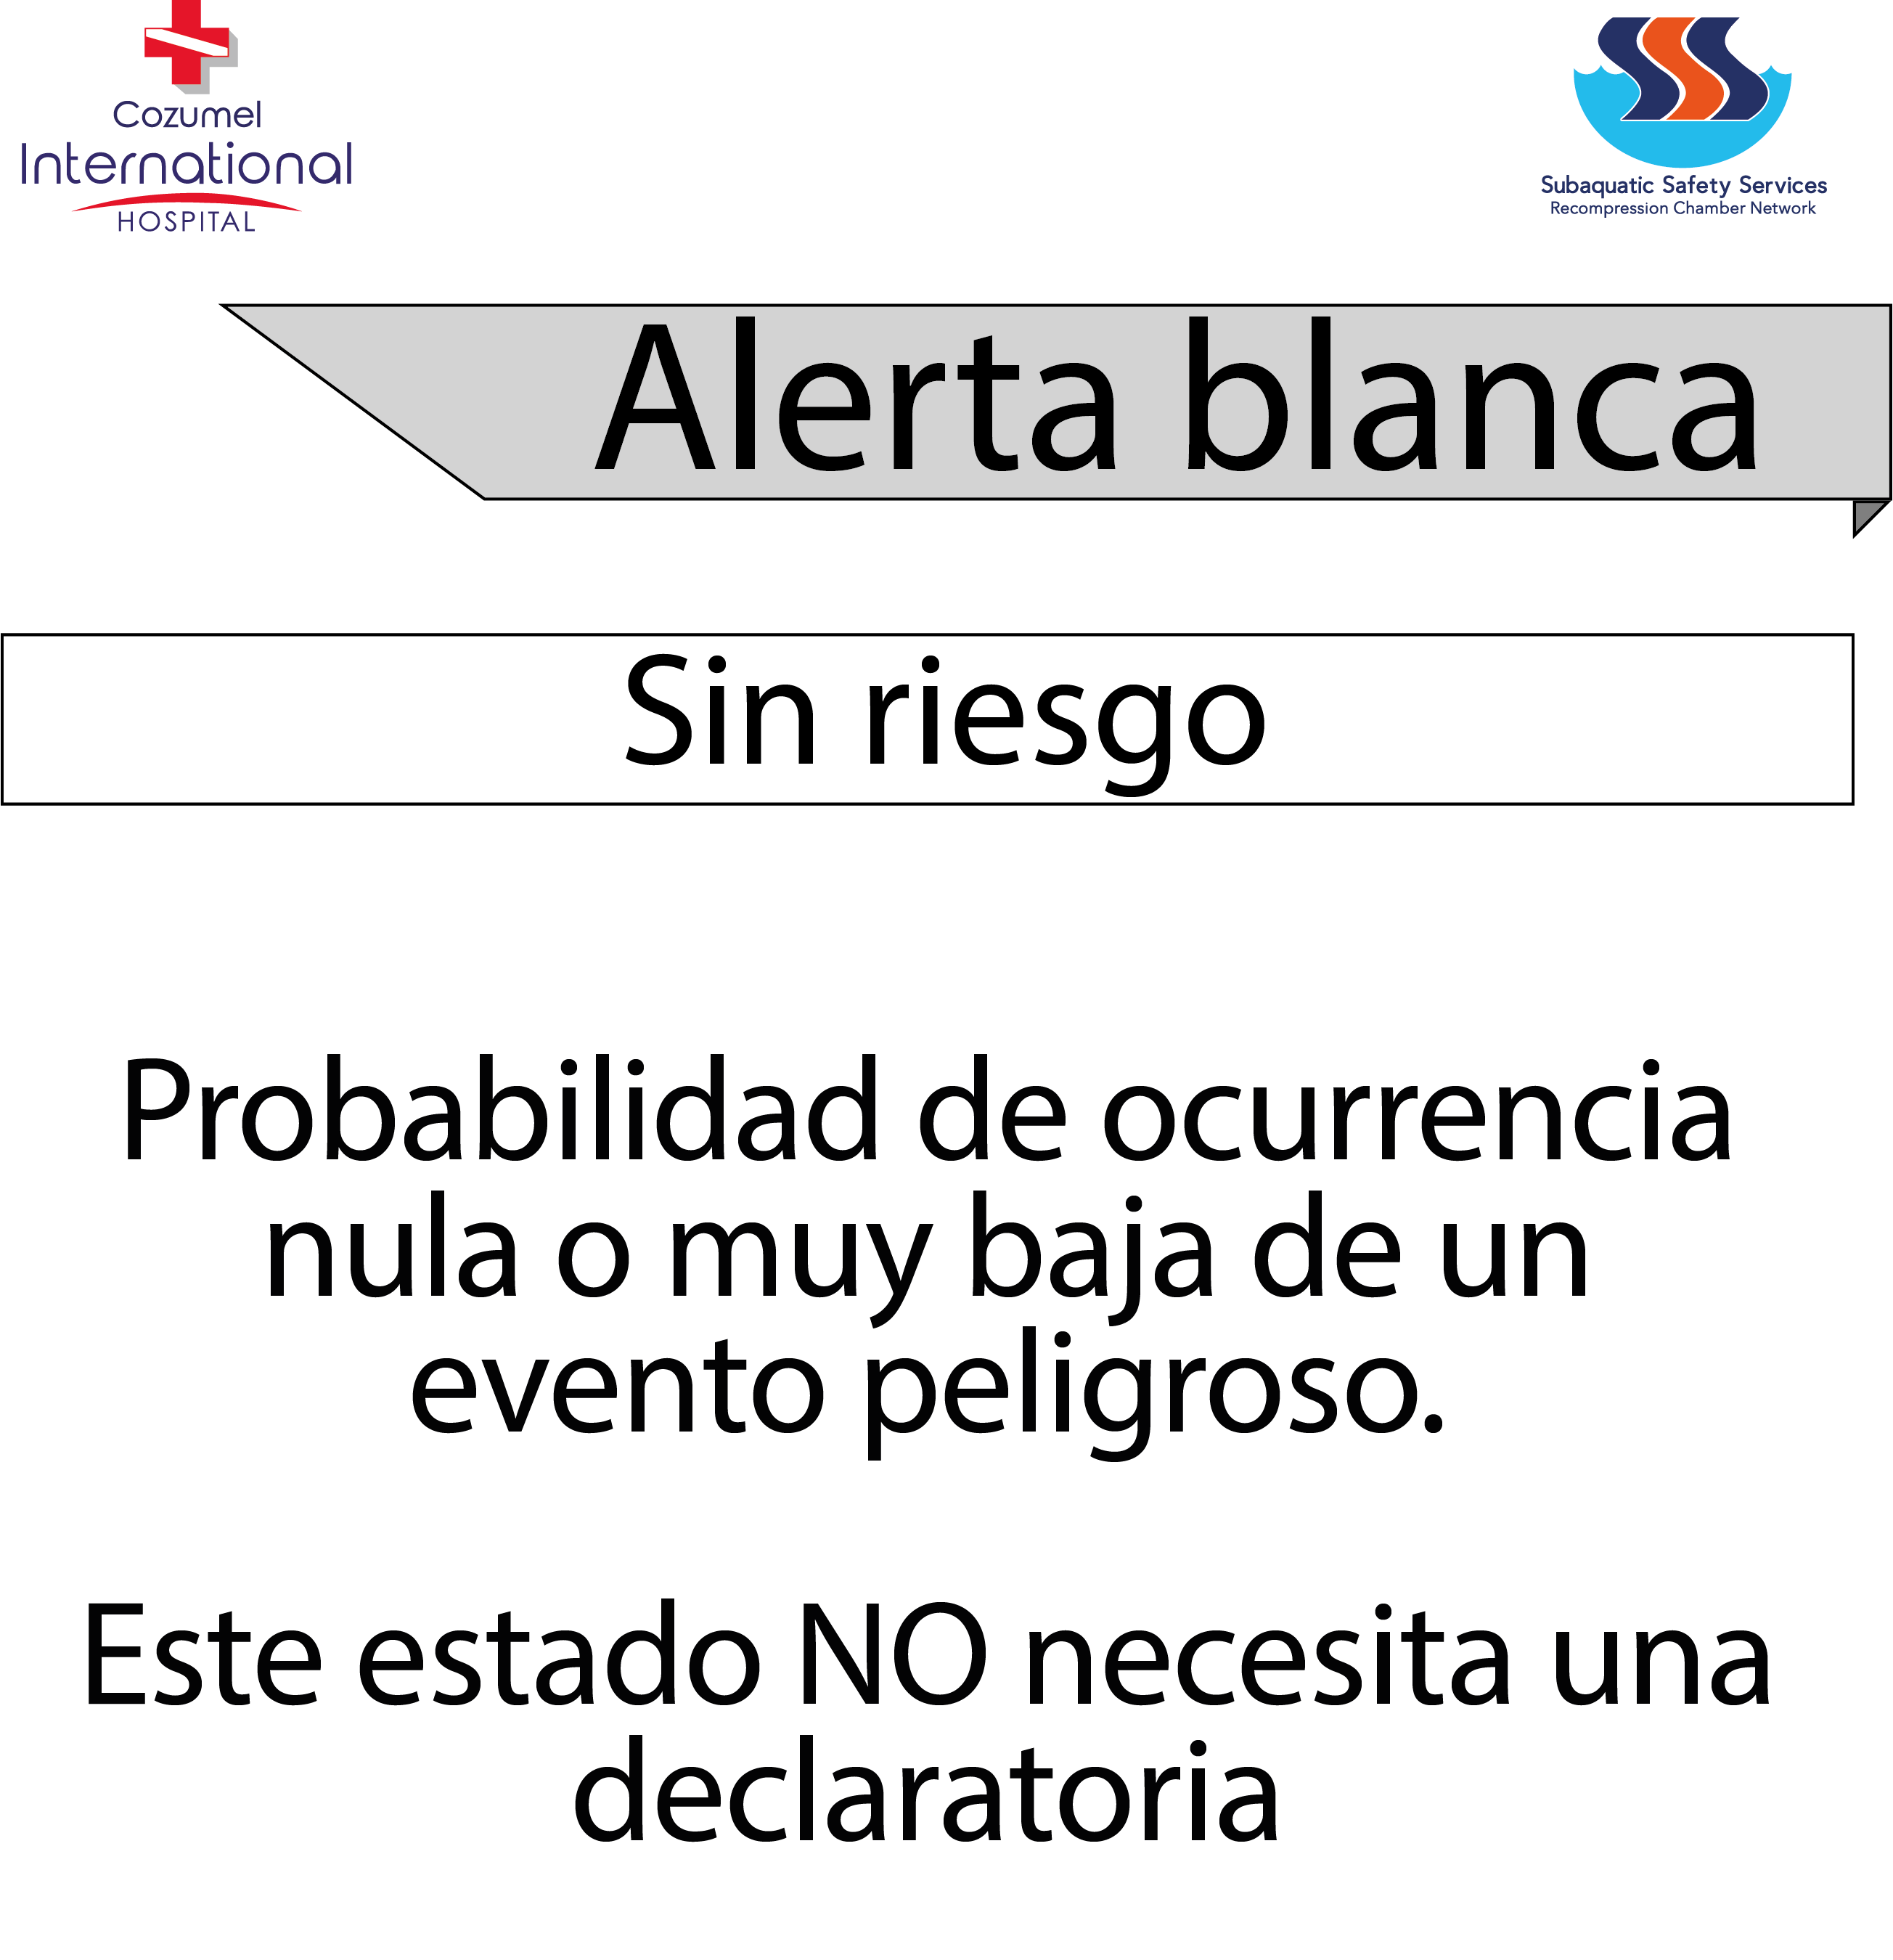 Cozumel
International
HOSPITAL
Subaquatic Safety Services
Recompression Chamber Network
Alerta blanca
Sin riesgo
Probabilidad de ocurrencia
nula o muy baja de un
evento peligroso.
Este estado NO necesita una
declaratoria